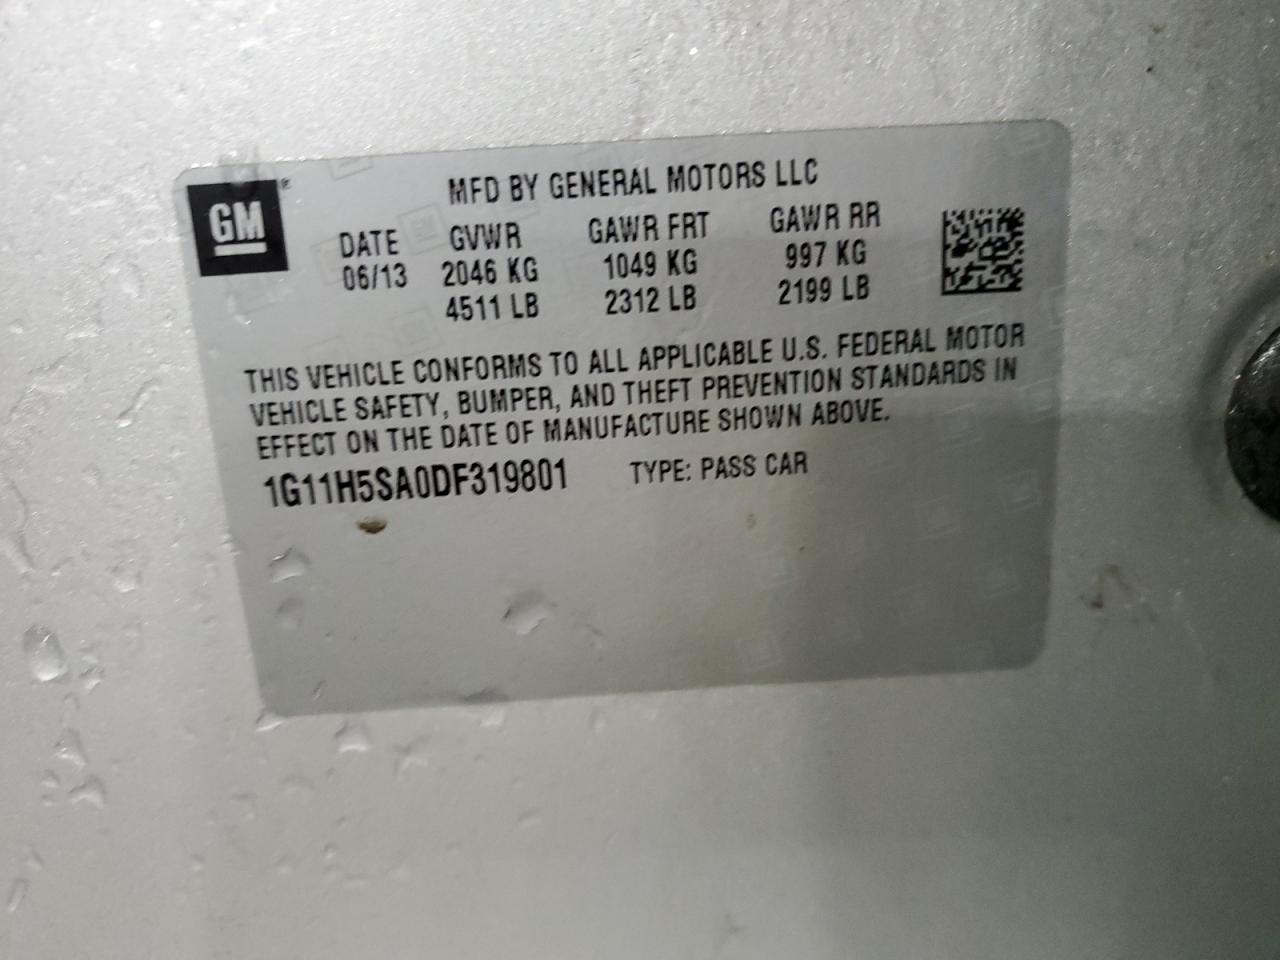 GM ®
MFD BY GENERAL MOTORS LLC
DATE GVWR GAWR FRT GAWR RR
06/13 2046 KG 1049 KG 997 KG
4511 LB 2312 LB 2199 LB
THIS VEHICLE CONFORMS TO ALL APPLICABLE U.S. FEDERAL MOTOR
VEHICLE SAFETY, BUMPER, AND THEFT PREVENTION STANDARDS IN
EFFECT ON THE DATE OF MANUFACTURE SHOWN ABOVE.
1G11H5SA0DF319801 TYPE: PASS CAR